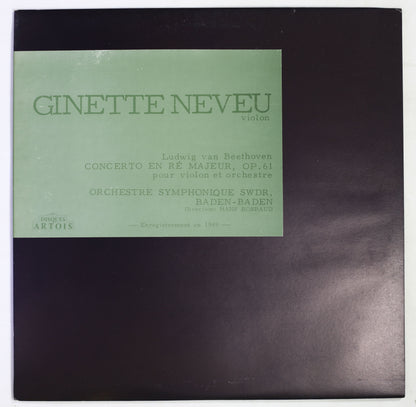 GINETTE NEVEU
violon
Ludwig van Beethoven
CONCERTO EN RÉ MAJEUR, OP.61
pour violon et orchestre
ORCHESTRE SYMPHONIQUE SWDR,
BADEN-BADEN
Direction: HANS ROSBAUD
DISQUES
ARTOIS
— Enregistrement en 1949 —